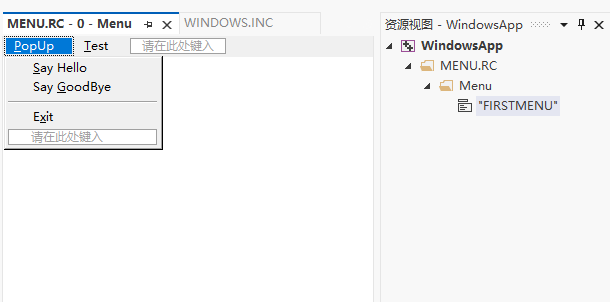 MENU.RC - 0 - Menu
WINDOWS.INC
PopUp
Test
请在此处键入
Say Hello
Say GoodBye
Exit
请在此处键入
资源视图 - WindowsApp
WindowsApp
MENU.RC
Menu
"FIRSTMENU"